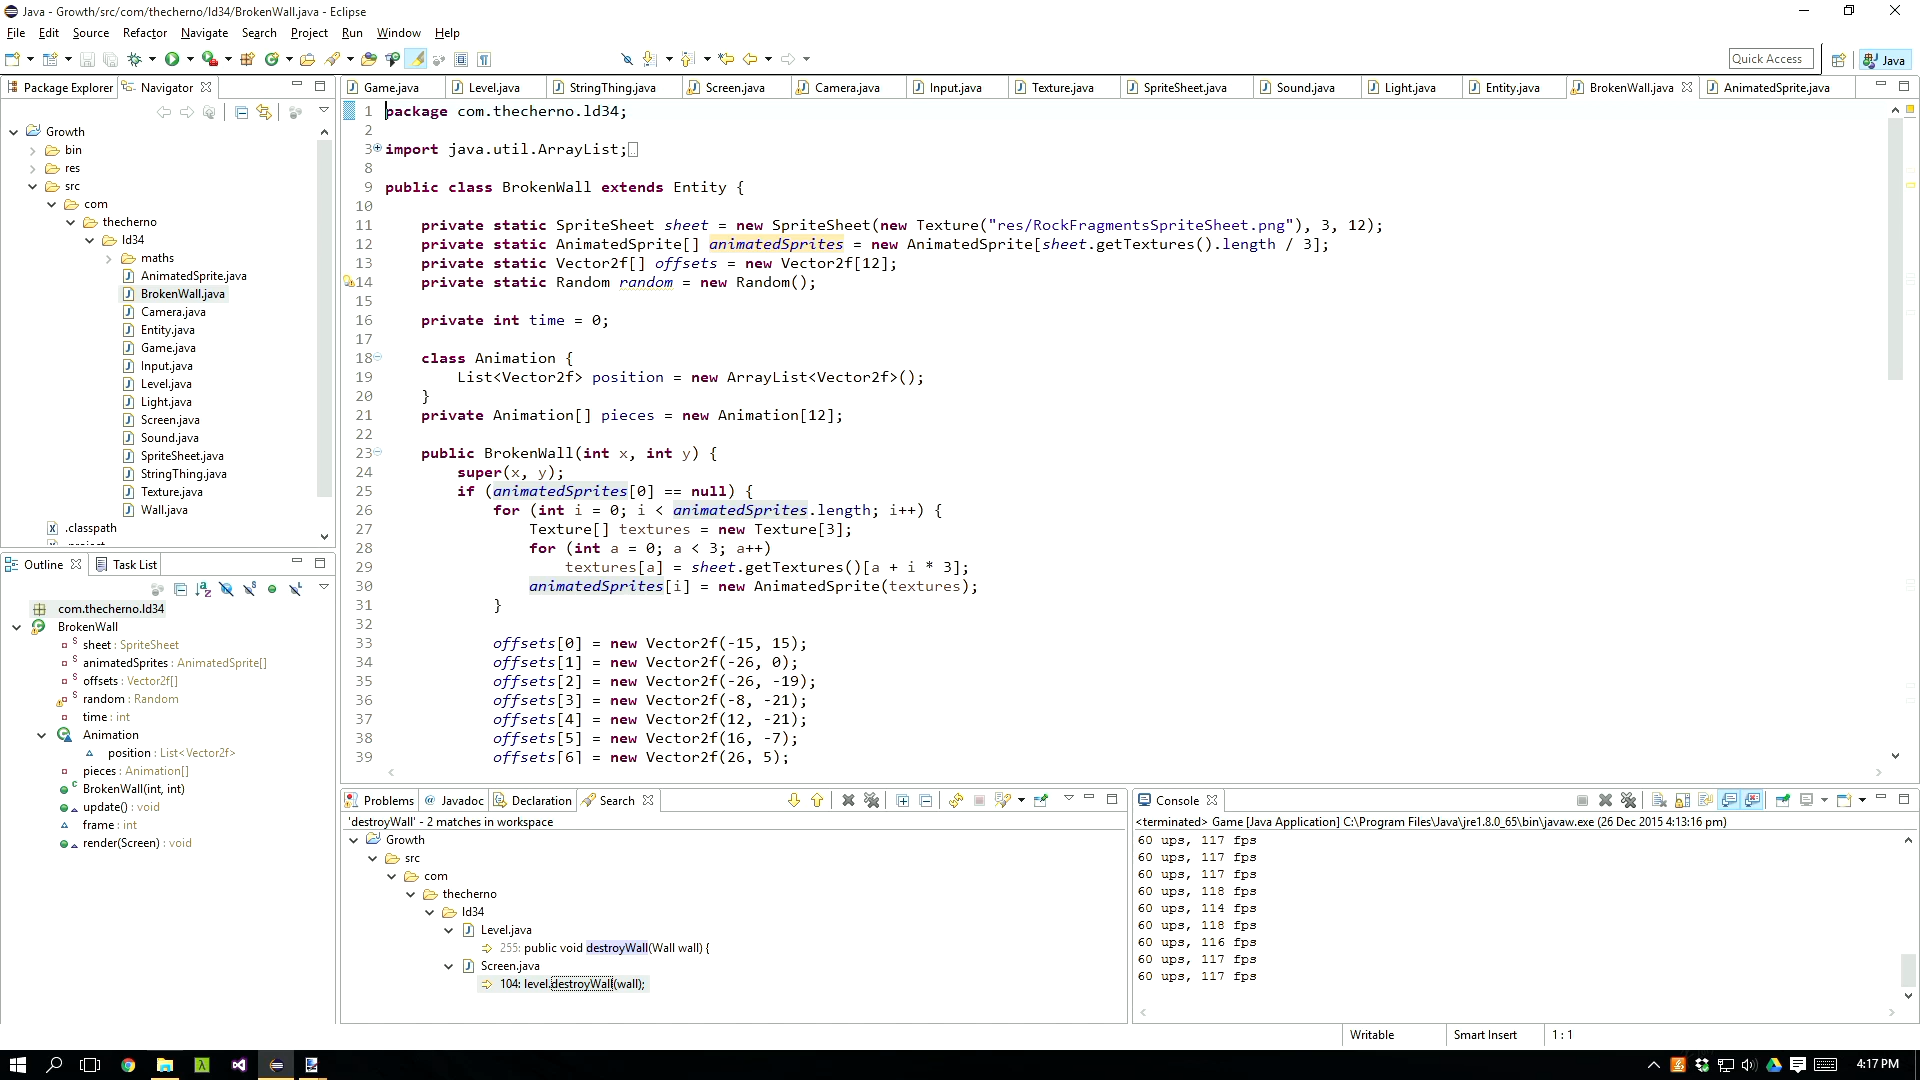 Java - Growth/src/com/thecherno/ld34/BrokenWall.java - Eclipse
File Edit Source Refactor Navigate Search Project Run Window Help
Quick Access
Java
Package Explorer Navigator
Game.java Level.java StringThing.java Screen.java Camera.java Input.java Texture.java SpriteSheet.java Sound.java Light.java Entity.java BrokenWall.java AnimatedSprite.java
Growth
bin
res
src
com
thecherno
ld34
maths
AnimatedSprite.java
BrokenWall.java
Camera.java
Entity.java
Game.java
Input.java
Level.java
Light.java
Screen.java
Sound.java
SpriteSheet.java
StringThing.java
Texture.java
Wall.java
.classpath
1 package com.thecherno.ld34;
2
3 import java.util.ArrayList;
8
9 public class BrokenWall extends Entity {
10
11 private static SpriteSheet sheet = new SpriteSheet(new Texture("res/RockFragmentsSpriteSheet.png"), 3, 12);
12 private static AnimatedSprite[] animatedSprites = new AnimatedSprite[sheet.getTextures().length / 3];
13 private static Vector2f[] offsets = new Vector2f[12];
14 private static Random random = new Random();
15
16 private int time = 0;
17
18 class Animation {
19 List<Vector2f> position = new ArrayList<Vector2f>();
20 }
21 private Animation[] pieces = new Animation[12];
22
23 public BrokenWall(int x, int y) {
24 super(x, y);
25 if (animatedSprites[0] == null) {
26 for (int i = 0; i < animatedSprites.length; i++) {
27 Texture[] textures = new Texture[3];
28 for (int a = 0; a < 3; a++)
29 textures[a] = sheet.getTextures()[a + i * 3];
30 animatedSprites[i] = new AnimatedSprite(textures);
31 }
32
33 offsets[0] = new Vector2f(-15, 15);
34 offsets[1] = new Vector2f(-26, 0);
35 offsets[2] = new Vector2f(-26, -19);
36 offsets[3] = new Vector2f(-8, -21);
37 offsets[4] = new Vector2f(12, -21);
38 offsets[5] = new Vector2f(16, -7);
39 offsets[6] = new Vector2f(26, 5);
Outline Task List
com.thecherno.ld34
BrokenWall
sheet : SpriteSheet
animatedSprites : AnimatedSprite[]
offsets : Vector2f[]
random : Random
time : int
Animation
position : List<Vector2f>
pieces : Animation[]
BrokenWall(int, int)
update() : void
frame : int
render(Screen) : void
Problems @ Javadoc Declaration Search
'destroyWall' - 2 matches in workspace
Growth
src
com
thecherno
ld34
Level.java
255: public void destroyWall(Wall wall) {
Screen.java
104: level.destroyWall(wall);
Console
<terminated> Game [Java Application] C:\Program Files\Java\jre1.8.0_65\bin\javaw.exe (26 Dec 2015 4:13:16 pm)
60 ups, 117 fps
60 ups, 117 fps
60 ups, 117 fps
60 ups, 118 fps
60 ups, 114 fps
60 ups, 118 fps
60 ups, 116 fps
60 ups, 117 fps
60 ups, 117 fps
Writable Smart Insert 1 : 1
4:17 PM